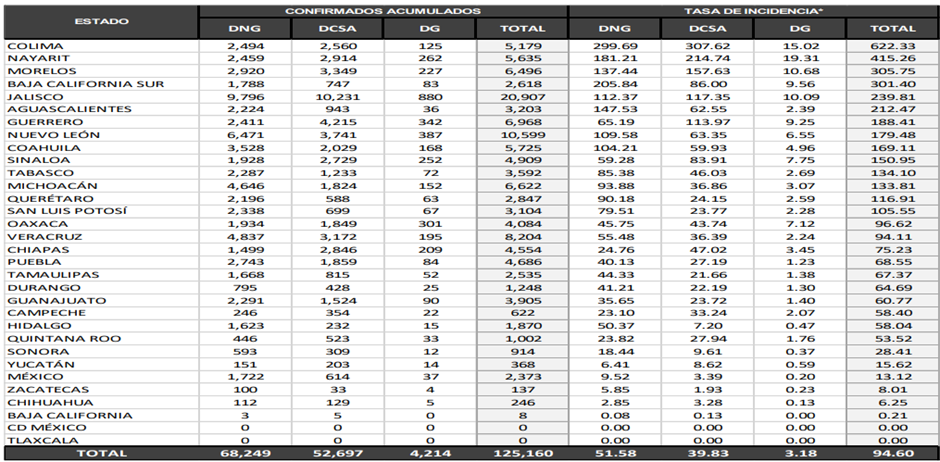 ESTADO CONFIRMADOS ACUMULADOS TASA DE INCIDENCIA*
DNG DCSA DG TOTAL DNG DCSA DG TOTAL
COLIMA 2,494 2,560 125 5,179 299.69 307.62 15.02 622.33
NAYARIT 2,459 2,914 262 5,635 181.21 214.74 19.31 415.26
MORELOS 2,920 3,349 227 6,496 137.44 157.63 10.68 305.75
BAJA CALIFORNIA SUR 1,788 747 83 2,618 205.84 86.00 9.56 301.40
JALISCO 9,796 10,231 880 20,907 112.37 117.35 10.09 239.81
AGUASCALIENTES 2,224 943 36 3,203 147.53 62.55 2.39 212.47
GUERRERO 2,411 4,215 342 6,968 65.19 113.97 9.25 188.41
NUEVO LEÓN 6,471 3,741 387 10,599 109.58 63.35 6.55 179.48
COAHUILA 3,528 2,029 168 5,725 104.21 59.93 4.96 169.11
SINALOA 1,928 2,729 252 4,909 59.28 83.91 7.75 150.95
TABASCO 2,287 1,233 72 3,592 85.38 46.03 2.69 134.10
MICHOACÁN 4,646 1,824 152 6,622 93.88 36.86 3.07 133.81
QUERÉTARO 2,196 588 63 2,847 90.18 24.15 2.59 116.91
SAN LUIS POTOSÍ 2,338 699 67 3,104 79.51 23.77 2.28 105.55
OAXACA 1,934 1,849 301 4,084 45.75 43.74 7.12 96.62
VERACRUZ 4,837 3,172 195 8,204 55.48 36.39 2.24 94.11
CHIAPAS 1,499 2,846 209 4,554 24.76 47.02 3.45 75.23
PUEBLA 2,743 1,859 84 4,686 40.13 27.19 1.23 68.55
TAMAULIPAS 1,668 815 52 2,535 44.33 21.66 1.38 67.37
DURANGO 795 428 25 1,248 41.21 22.19 1.30 64.69
GUANAJUATO 2,291 1,524 90 3,905 35.65 23.72 1.40 60.77
CAMPECHE 246 354 22 622 23.10 33.24 2.07 58.40
HIDALGO 1,623 232 15 1,870 50.37 7.20 0.47 58.04
QUINTANA ROO 446 523 33 1,002 23.82 27.94 1.76 53.52
SONORA 593 309 12 914 18.44 9.61 0.37 28.41
YUCATÁN 151 203 14 368 6.41 8.62 0.59 15.62
MÉXICO 1,722 614 37 2,373 9.52 3.39 0.20 13.12
ZACATECAS 100 33 4 137 5.85 1.93 0.23 8.01
CHIHUAHUA 112 129 5 246 2.85 3.28 0.13 6.25
BAJA CALIFORNIA 3 5 0 8 0.08 0.13 0.00 0.21
CD MÉXICO 0 0 0 0 0.00 0.00 0.00 0.00
TLAXCALA 0 0 0 0 0.00 0.00 0.00 0.00
TOTAL 68,249 52,697 4,214 125,160 51.58 39.83 3.18 94.60